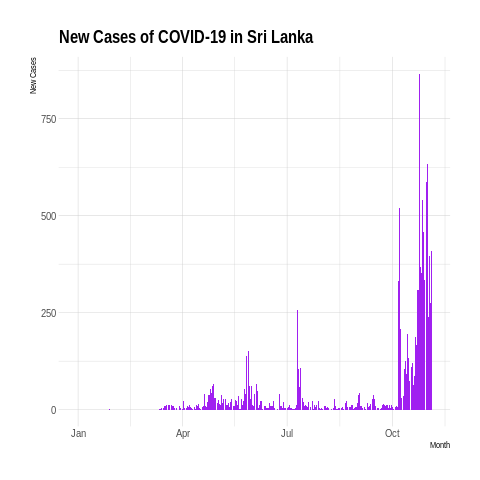 New Cases of COVID-19 in Sri Lanka
New Cases
750
500
250
0
Jan Apr Jul Oct
Month